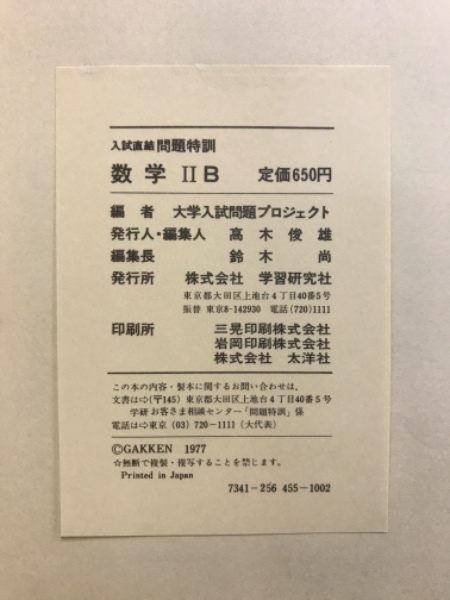 入試直結 問題特訓
数学 ⅡB 定価650円
編者 大学入試問題プロジェクト
発行人・編集人 高木俊雄
編集長 鈴木尚
発行所 株式会社 学習研究社
東京都大田区上池台4丁目40番5号
振替 東京8-142930 電話(720)1111
印刷所 三晃印刷株式会社
岩岡印刷株式会社
株式会社 太洋社
この本の内容・製本に関するお問い合わせは,
文書は⇨(〒145) 東京都大田区上池台4丁目40番5号
学研お客さま相談センター「問題特訓」係
電話は⇨東京 (03) 720-1111 (大代表)
©GAKKEN 1977
☆無断で複製・複写することを禁じます。
Printed in Japan
7341-256 455-1002